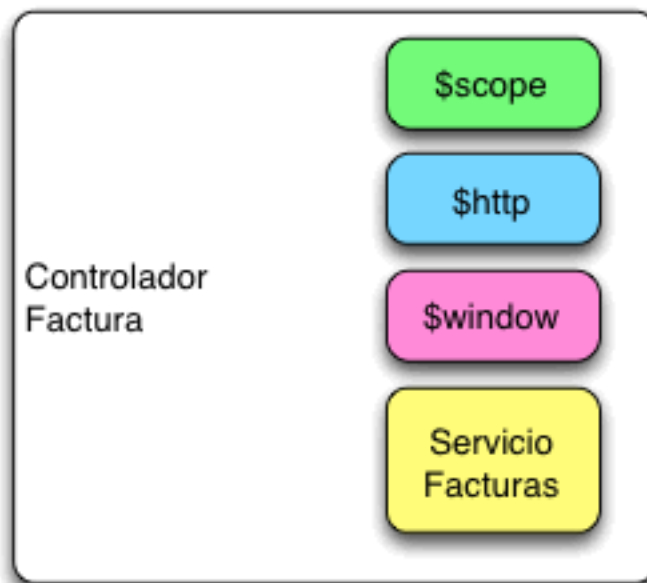 $scope
$http
Controlador
Factura
$window
Servicio
Facturas